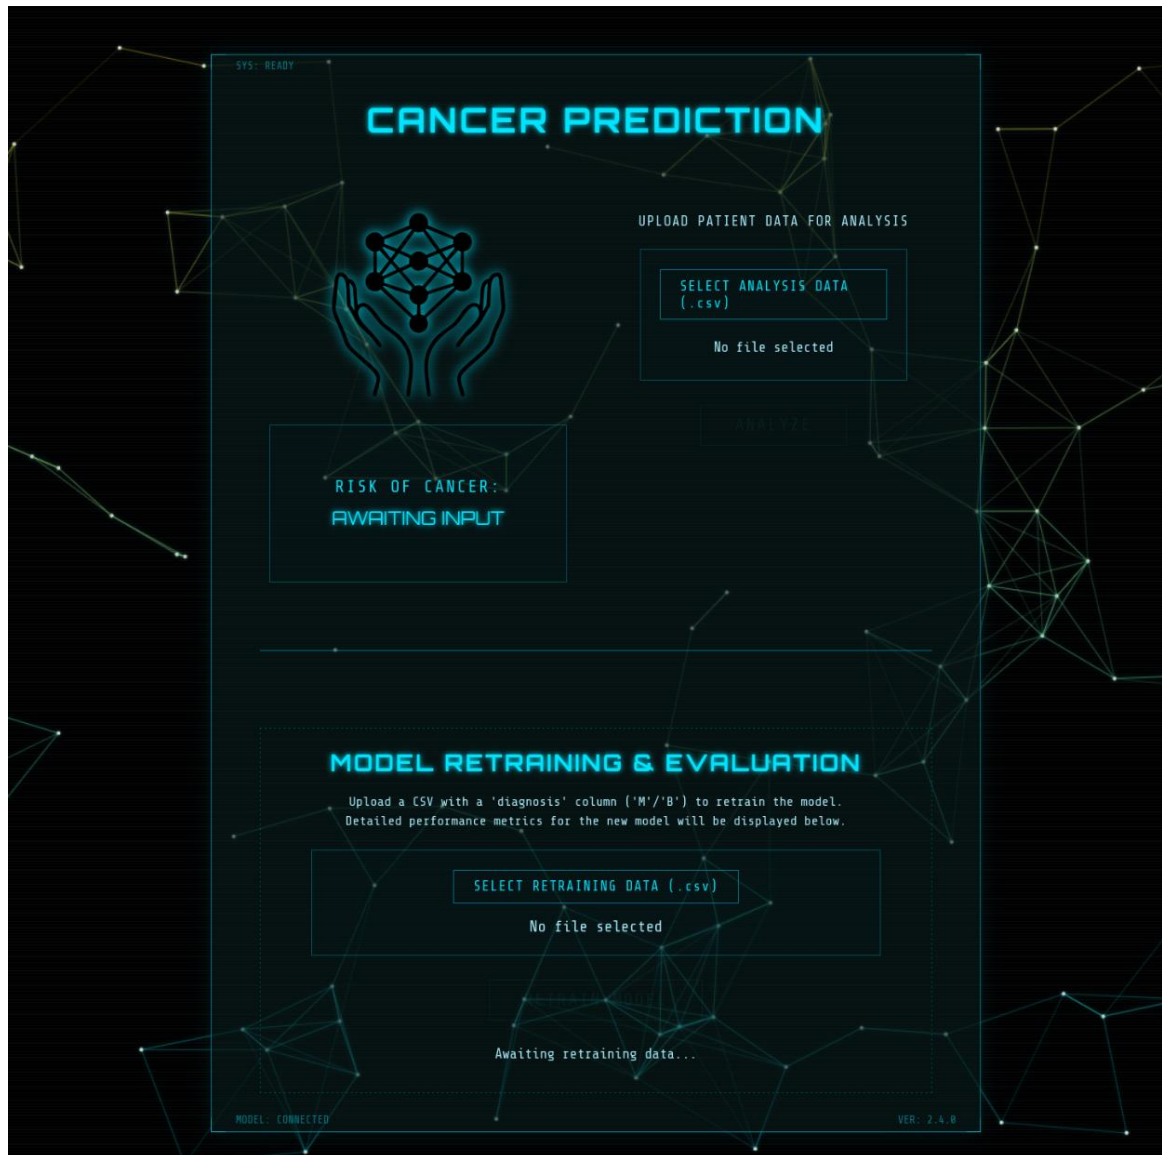 SYS: READY
CANCER PREDICTION
UPLOAD PATIENT DATA FOR ANALYSIS
SELECT ANALYSIS DATA
(.csv)
No file selected
ANALYZE
RISK OF CANCER:
AWAITING INPUT
MODEL RETRAINING & EVALUATION
Upload a CSV with a 'diagnosis' column ('M'/'B') to retrain the model.
Detailed performance metrics for the new model will be displayed below.
SELECT RETRAINING DATA (.csv)
No file selected
Awaiting retraining data...
MODEL: CONNECTED
VER: 2.4.0